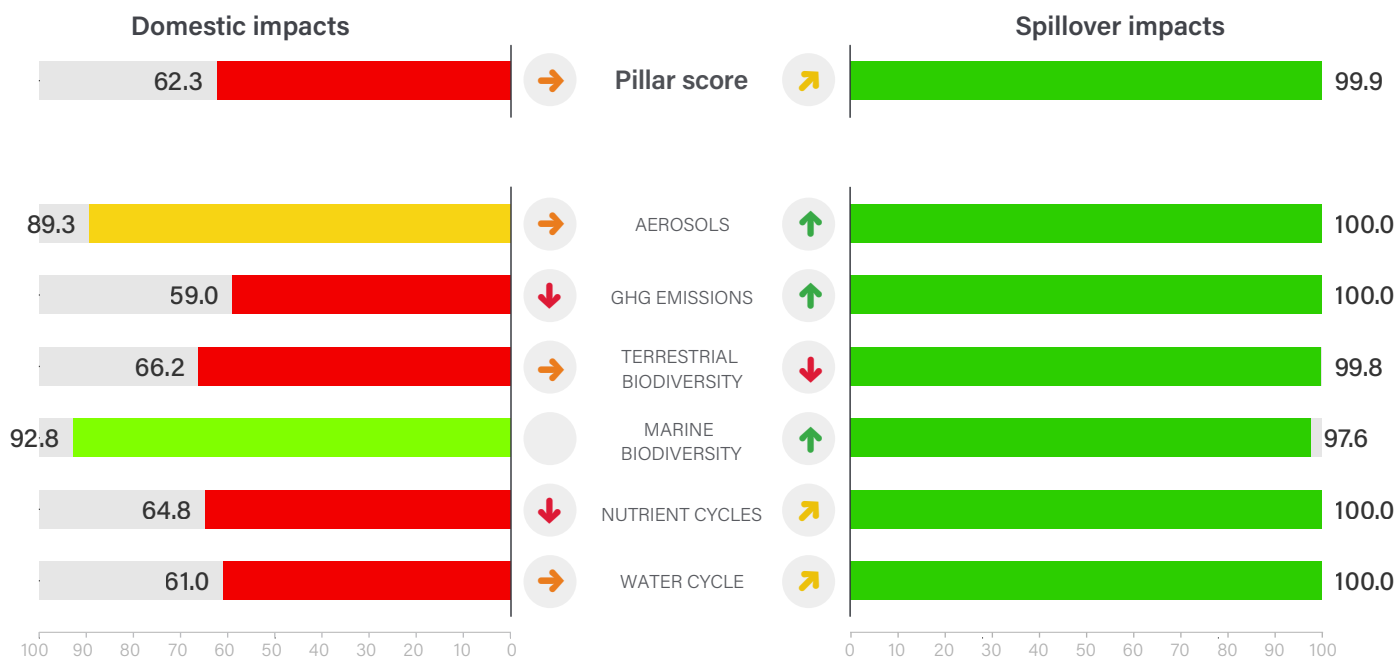 Domestic impacts
Spillover impacts
62.3 Pillar score 99.9
89.3 AEROSOLS 100.0
59.0 GHG EMISSIONS 100.0
66.2 TERRESTRIAL
BIODIVERSITY 99.8
92.8 MARINE
BIODIVERSITY 97.6
64.8 NUTRIENT CYCLES 100.0
61.0 WATER CYCLE 100.0
100 90 80 70 60 50 40 30 20 10 0
0 10 20 30 40 50 60 70 80 90 100